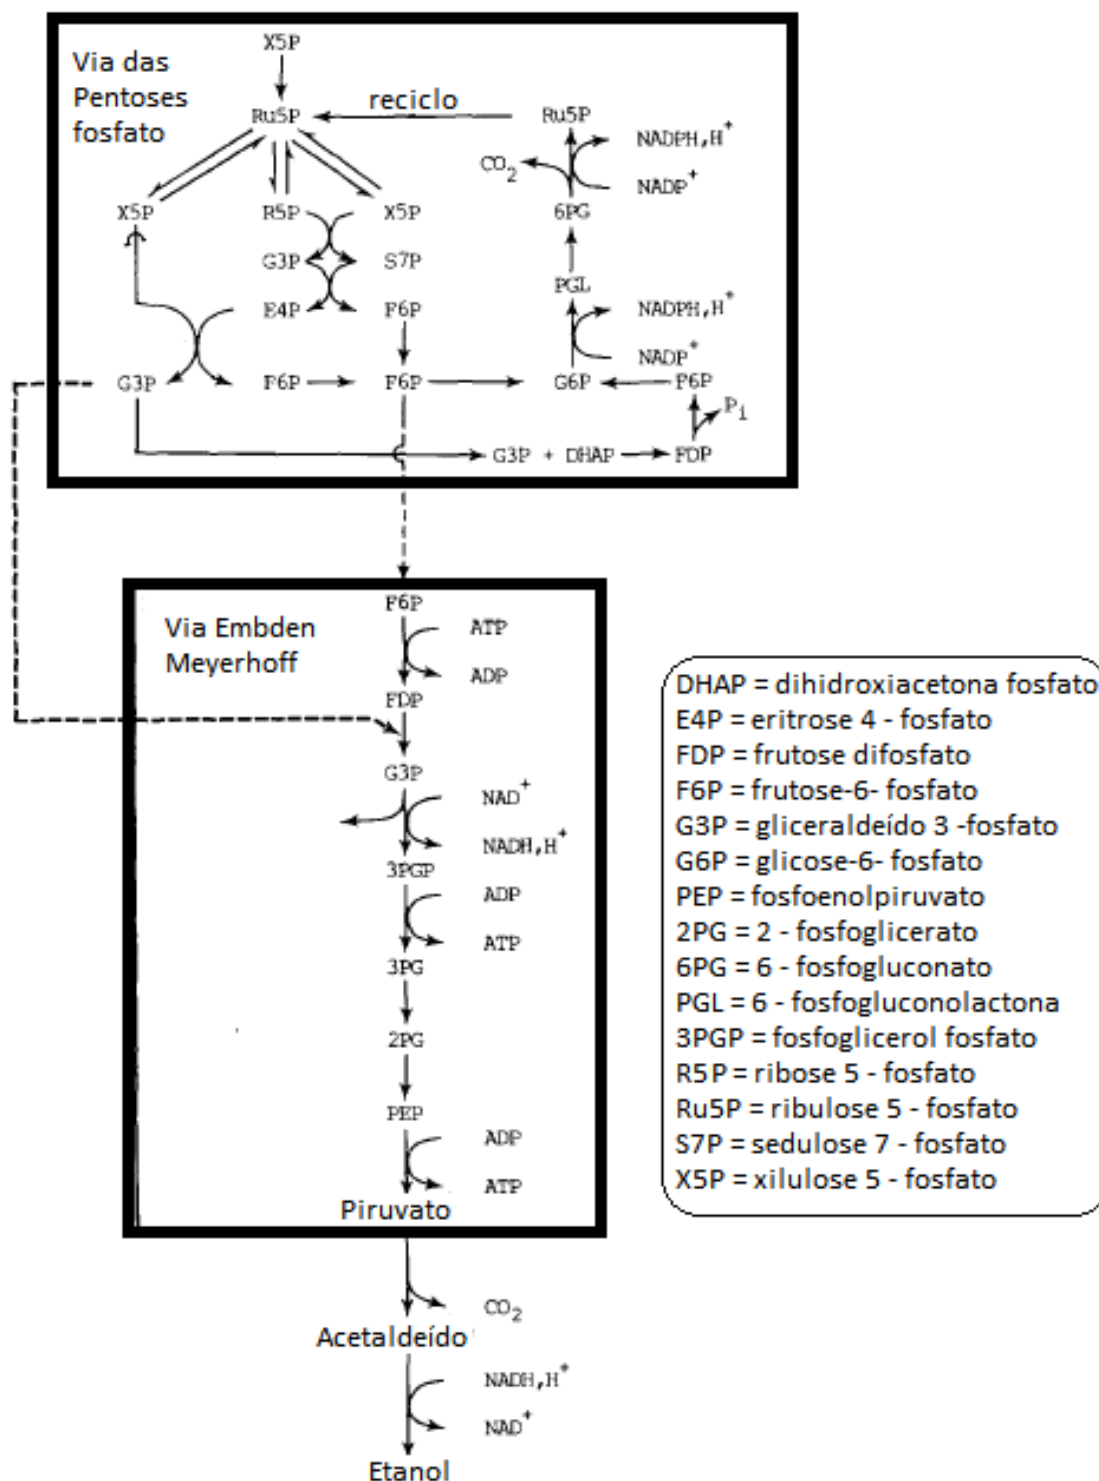 X5P
Via das
Pentoses
fosfato
Ru5P
reciclo
Ru5P
NADPH,H+
CO2
NADP+
X5P
R5P
X5P
6PG
G3P
S7P
PGL
E4P
F6P
NADPH,H+
NADP+
G3P
F6P
F6P
G6P
F6P
Pi
G3P + DHAP
FDP
F6P
Via Embden
Meyerhoff
ATP
ADP
FDP
G3P
NAD+
NADH,H+
3PGP
ADP
ATP
3PG
2PG
PEP
ADP
ATP
Piruvato
CO2
Acetaldeído
NADH,H+
NAD+
Etanol
DHAP = dihidroxiacetona fosfato
E4P = eritrose 4 - fosfato
FDP = frutose difosfato
F6P = frutose-6- fosfato
G3P = gliceraldeído 3 -fosfato
G6P = glicose-6- fosfato
PEP = fosfoenolpiruvato
2PG = 2 - fosfoglicerato
6PG = 6 - fosfogluconato
PGL = 6 - fosfogluconolactona
3PGP = fosfoglicerol fosfato
R5P = ribose 5 - fosfato
Ru5P = ribulose 5 - fosfato
S7P = sedulose 7 - fosfato
X5P = xilulose 5 - fosfato